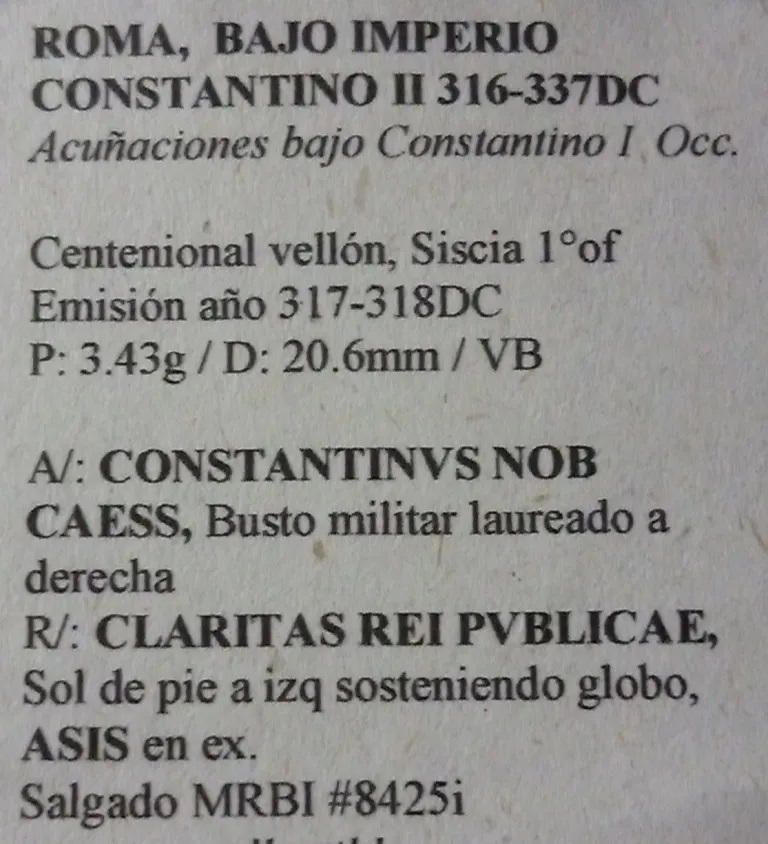 ROMA, BAJO IMPERIO
CONSTANTINO II 316-337DC
Acuñaciones bajo Constantino I Occ.
Centenional vellón, Siscia 1°of
Emisión año 317-318DC
P: 3.43g / D: 20.6mm / VB
A/: CONSTANTINVS NOB
CAESS, Busto militar laureado a
derecha
R/: CLARITAS REI PVBLICAE,
Sol de pie a izq sosteniendo globo,
ASIS en ex.
Salgado MRBI #8425i